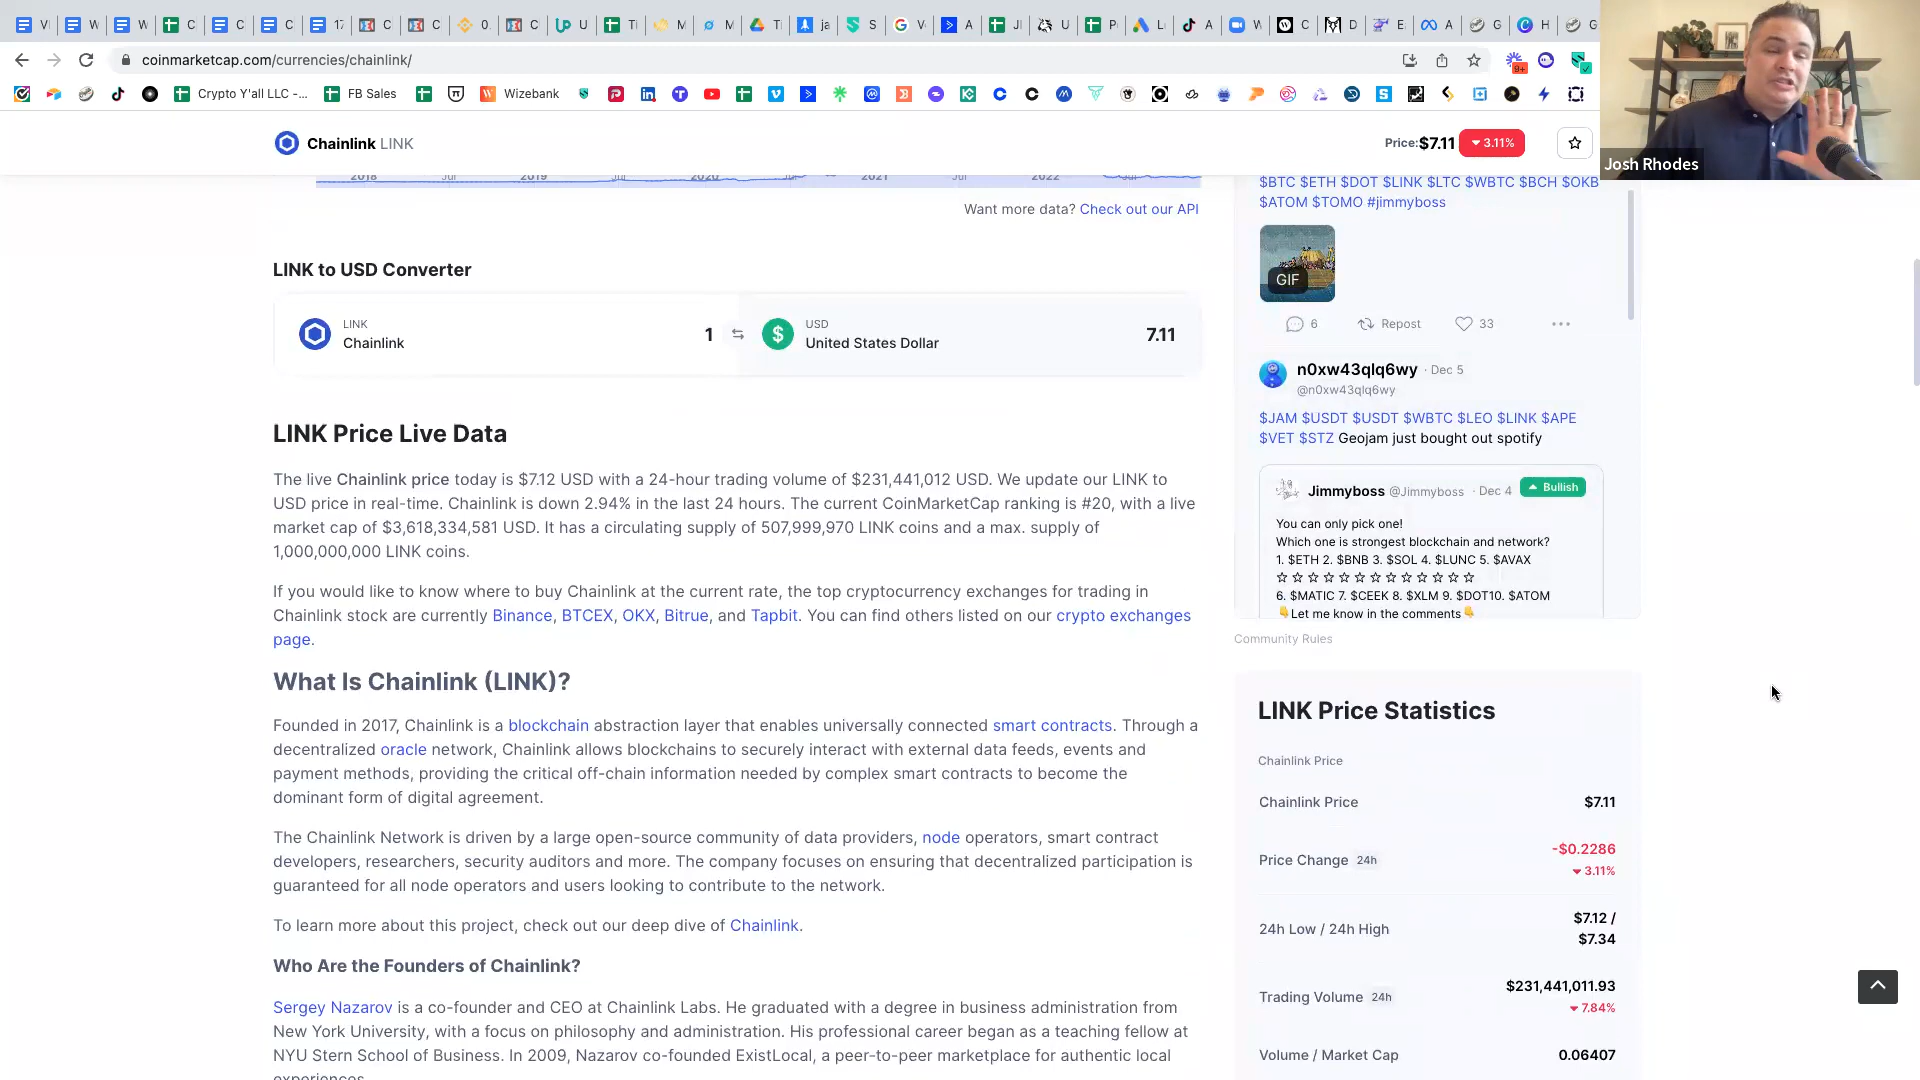 coinmarketcap.com/currencies/chainlink/
Crypto Y'all LLC -...
FB Sales
Wizebank
9+
Josh Rhodes
Chainlink LINK
Price: $7.11
3.11%
2018 Jul 2019 2020 2021 Jul 2022
Want more data? Check out our API
LINK to USD Converter
LINK
Chainlink
1
USD
United States Dollar
7.11
LINK Price Live Data
The live Chainlink price today is $7.12 USD with a 24-hour trading volume of $231,441,012 USD. We update our LINK to
USD price in real-time. Chainlink is down 2.94% in the last 24 hours. The current CoinMarketCap ranking is #20, with a live
market cap of $3,618,334,581 USD. It has a circulating supply of 507,999,970 LINK coins and a max. supply of
1,000,000,000 LINK coins.
If you would like to know where to buy Chainlink at the current rate, the top cryptocurrency exchanges for trading in
Chainlink stock are currently Binance, BTCEX, OKX, Bitrue, and Tapbit. You can find others listed on our crypto exchanges
page.
What Is Chainlink (LINK)?
Founded in 2017, Chainlink is a blockchain abstraction layer that enables universally connected smart contracts. Through a
decentralized oracle network, Chainlink allows blockchains to securely interact with external data feeds, events and
payment methods, providing the critical off-chain information needed by complex smart contracts to become the
dominant form of digital agreement.
The Chainlink Network is driven by a large open-source community of data providers, node operators, smart contract
developers, researchers, security auditors and more. The company focuses on ensuring that decentralized participation is
guaranteed for all node operators and users looking to contribute to the network.
To learn more about this project, check out our deep dive of Chainlink.
Who Are the Founders of Chainlink?
Sergey Nazarov is a co-founder and CEO at Chainlink Labs. He graduated with a degree in business administration from
New York University, with a focus on philosophy and administration. His professional career began as a teaching fellow at
NYU Stern School of Business. In 2009, Nazarov co-founded ExistLocal, a peer-to-peer marketplace for authentic local
experiences.
$BTC $ETH $DOT $LINK $LTC $WBTC $BCH $OKB
$ATOM $TOMO #jimmyboss
GIF
6
Repost
33
n0xw43qlq6wy · Dec 5
@n0xw43qlq6wy
$JAM $USDT $USDT $WBTC $LEO $LINK $APE
$VET $STZ Geojam just bought out spotify
Jimmyboss @Jimmyboss · Dec 4
Bullish
You can only pick one!
Which one is strongest blockchain and network?
1. $ETH 2. $BNB 3. $SOL 4. $LUNC 5. $AVAX
☆☆☆☆☆☆☆☆☆☆☆☆☆
6. $MATIC 7. $CEEK 8. $XLM 9. $DOT10. $ATOM
👇Let me know in the comments👇
Community Rules
LINK Price Statistics
Chainlink Price
Chainlink Price
$7.11
Price Change 24h
-$0.2286
3.11%
24h Low / 24h High
$7.12 /
$7.34
Trading Volume 24h
$231,441,011.93
7.84%
Volume / Market Cap
0.06407